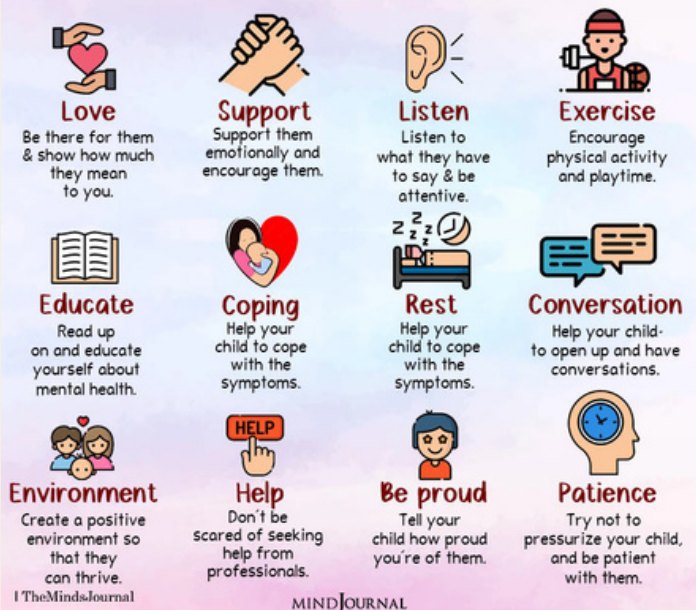 Love
Be there for them
& show how much
they mean
to you.
Support
Support them
emotionally and
encourage them.
Listen
Listen to
what they have
to say & be
attentive.
Exercise
Encourage
physical activity
and playtime.
Educate
Read up
on and educate
yourself about
mental health.
Coping
Help your
child to cope
with the
symptoms.
Z Z Z Z Z
Rest
Help your
child to cope
with the
symptoms.
Conversation
Help your child-
to open up and have
conversations.
Environment
Create a positive
environment so
that they
can thrive.
HELP
Help
Don't be
scared of seeking
help from
professionals.
Be proud
Tell your
child how proud
you're of them.
Patience
Try not to
pressurize your child,
and be patient
with them.
| TheMinds&Journal
MINDJOURNAL